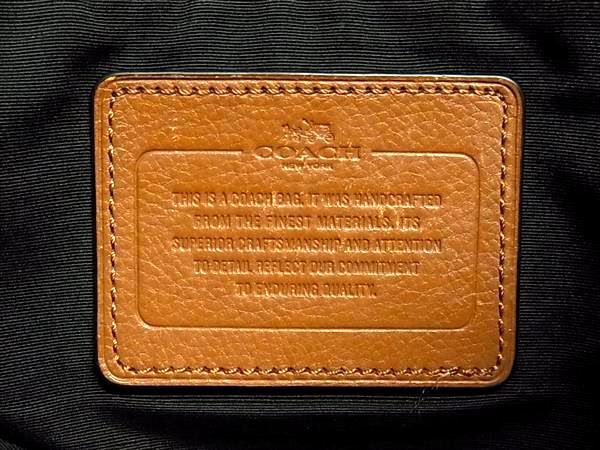 COACH
NEW YORK
THIS IS A COACH BAG. IT WAS HANDCRAFTED
FROM THE FINEST MATERIALS. ITS
SUPERIOR CRAFTSMANSHIP AND ATTENTION
TO DETAIL REFLECT OUR COMMITMENT
TO ENDURING QUALITY.